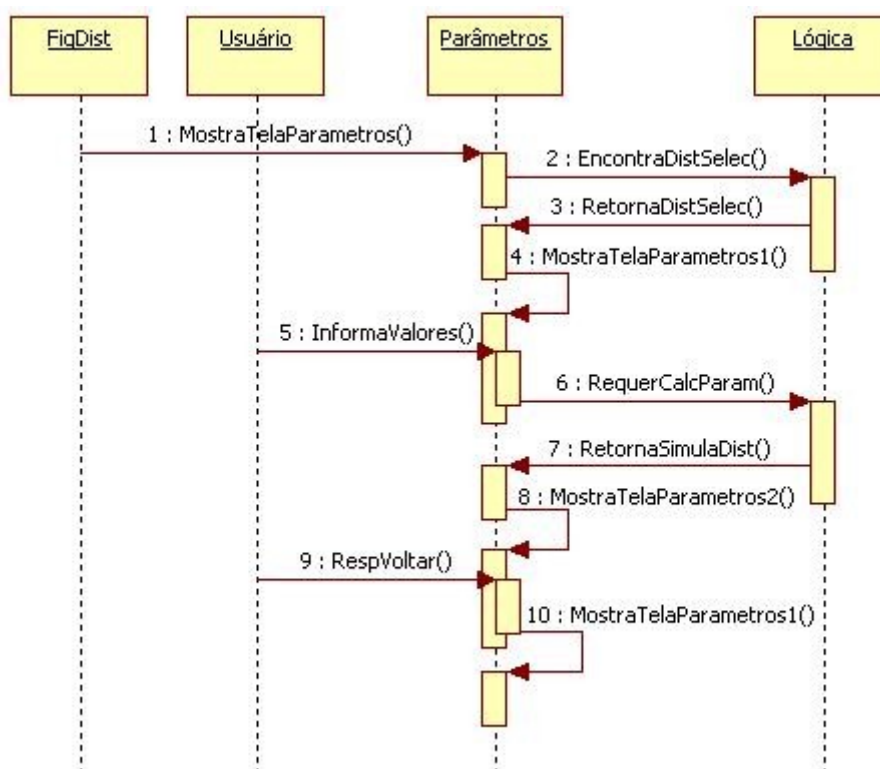 FigDist
Usuário
Parâmetros
Lógica
1 : MostraTelaParametros()
2 : EncontraDistSelec()
3 : RetornaDistSelec()
4 : MostraTelaParametros1()
5 : InformaValores()
6 : RequerCalcParam()
7 : RetornaSimulaDist()
8 : MostraTelaParametros2()
9 : RespVoltar()
10 : MostraTelaParametros1()